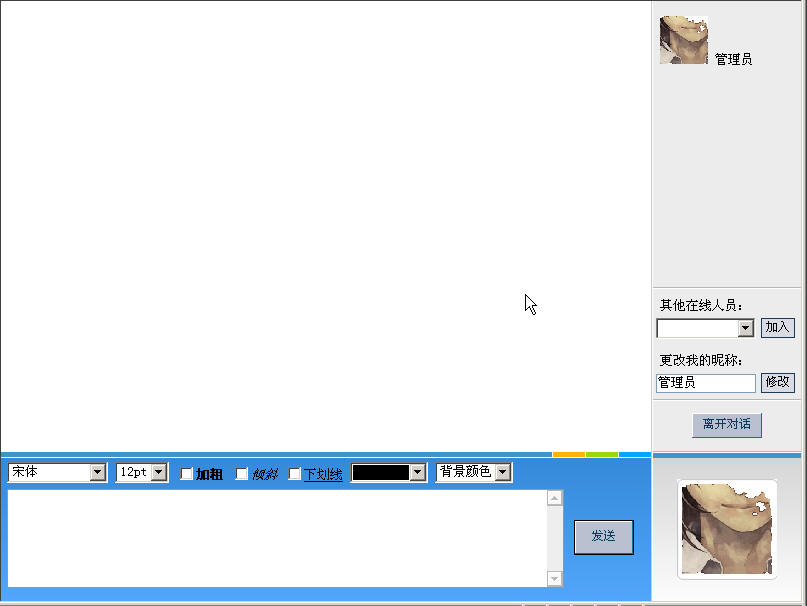 管理员
其他在线人员:
加入
更改我的昵称:
管理员
修改
离开对话
宋体
12pt
加粗
倾斜
下划线
背景颜色
发送